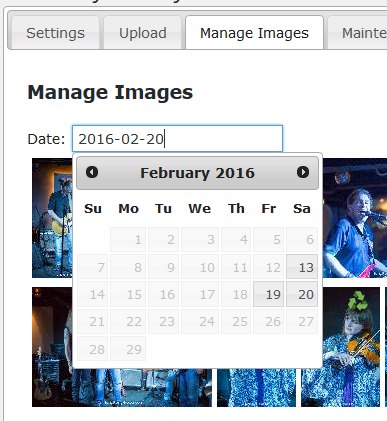 Settings Upload Manage Images Mainte
Manage Images
Date: 2016-02-20
February 2016
Su Mo Tu We Th Fr Sa
1 2 3 4 5 6
7 8 9 10 11 12 13
14 15 16 17 18 19 20
21 22 23 24 25 26 27
28 29